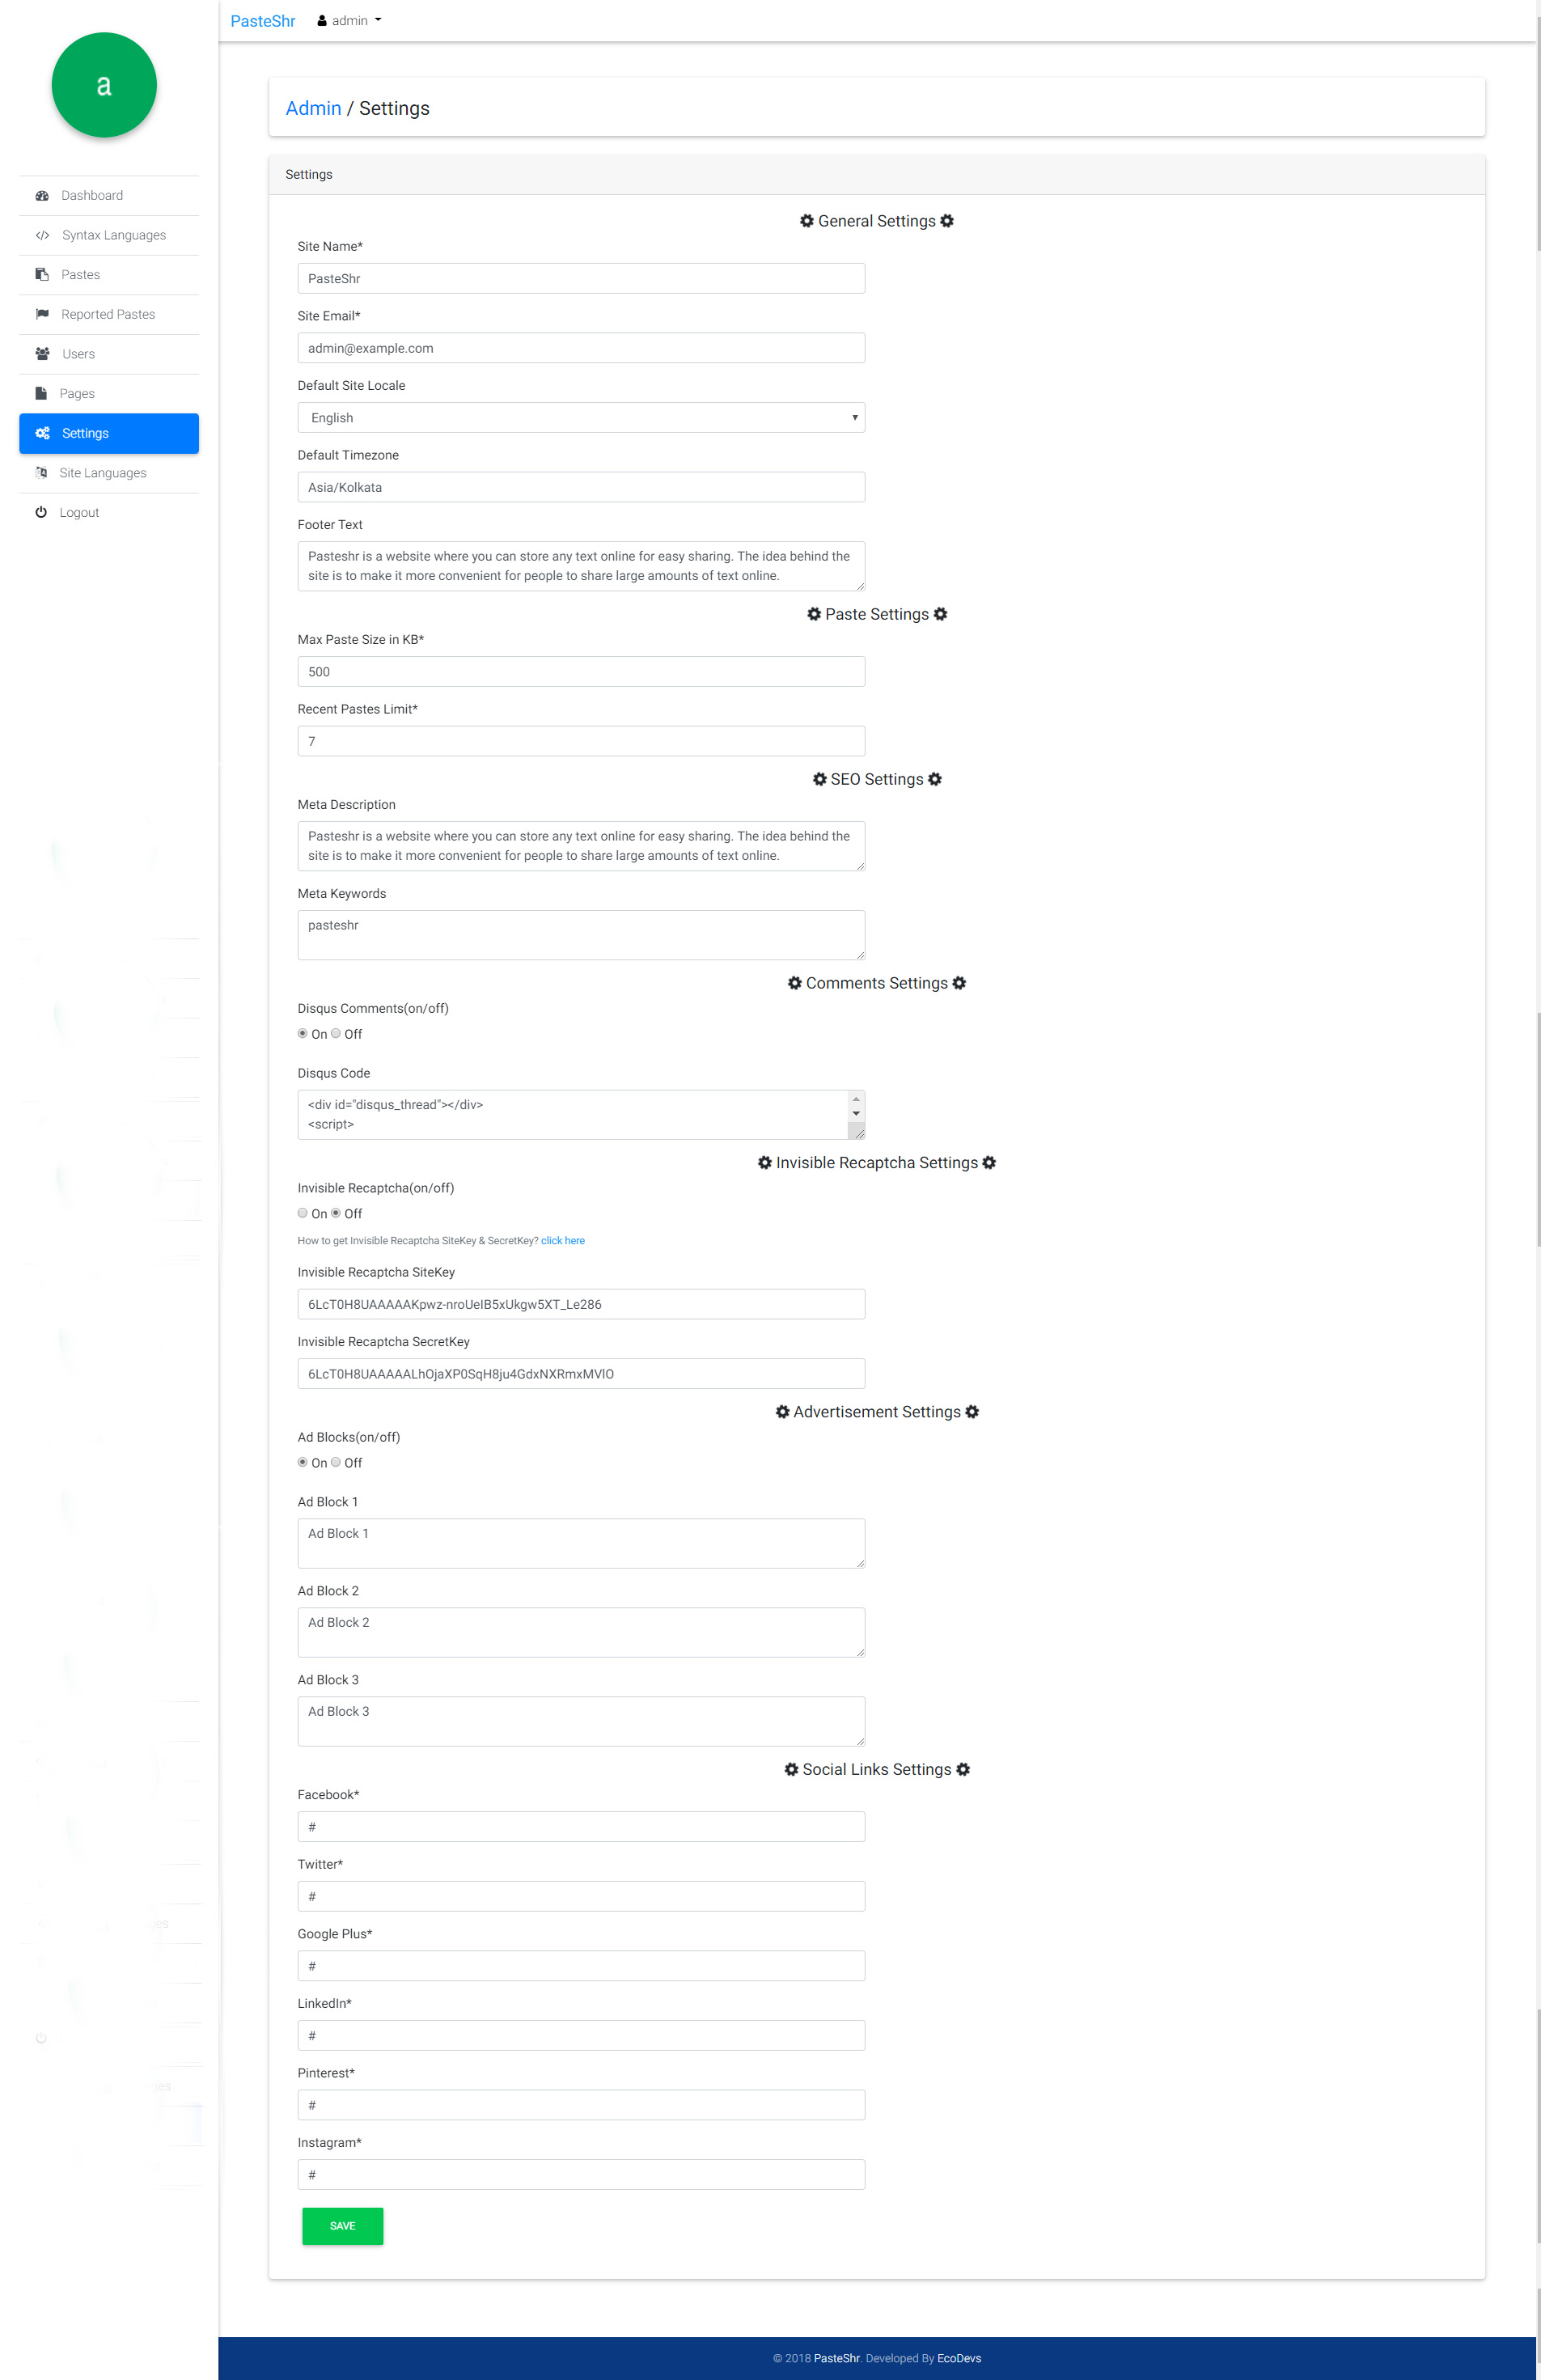 PasteShr admin
a
Admin / Settings
Dashboard
Syntax Languages
Pastes
Reported Pastes
Users
Pages
Settings
Site Languages
Logout
Settings
General Settings
Site Name*
PasteShr
Site Email*
admin@example.com
Default Site Locale
English
Default Timezone
Asia/Kolkata
Footer Text
Pasteshr is a website where you can store any text online for easy sharing. The idea behind the
site is to make it more convenient for people to share large amounts of text online.
Paste Settings
Max Paste Size in KB*
500
Recent Pastes Limit*
7
SEO Settings
Meta Description
Pasteshr is a website where you can store any text online for easy sharing. The idea behind the
site is to make it more convenient for people to share large amounts of text online.
Meta Keywords
pasteshr
Comments Settings
Disqus Comments(on/off)
On Off
Disqus Code
<div id="disqus_thread"></div>
<script>
Invisible Recaptcha Settings
Invisible Recaptcha(on/off)
On Off
How to get Invisible Recaptcha SiteKey & SecretKey? click here
Invisible Recaptcha SiteKey
6LcT0H8UAAAAAKpwz-nroUeIB5xUkgw5XT_Le286
Invisible Recaptcha SecretKey
6LcT0H8UAAAAALhOjaXP0SqH8ju4GdxNXRmxMVlO
Advertisement Settings
Ad Blocks(on/off)
On Off
Ad Block 1
Ad Block 1
Ad Block 2
Ad Block 2
Ad Block 3
Ad Block 3
Social Links Settings
Facebook*
#
Twitter*
#
Google Plus*
#
LinkedIn*
#
Pinterest*
#
Instagram*
#
SAVE
© 2018 PasteShr. Developed By EcoDevs